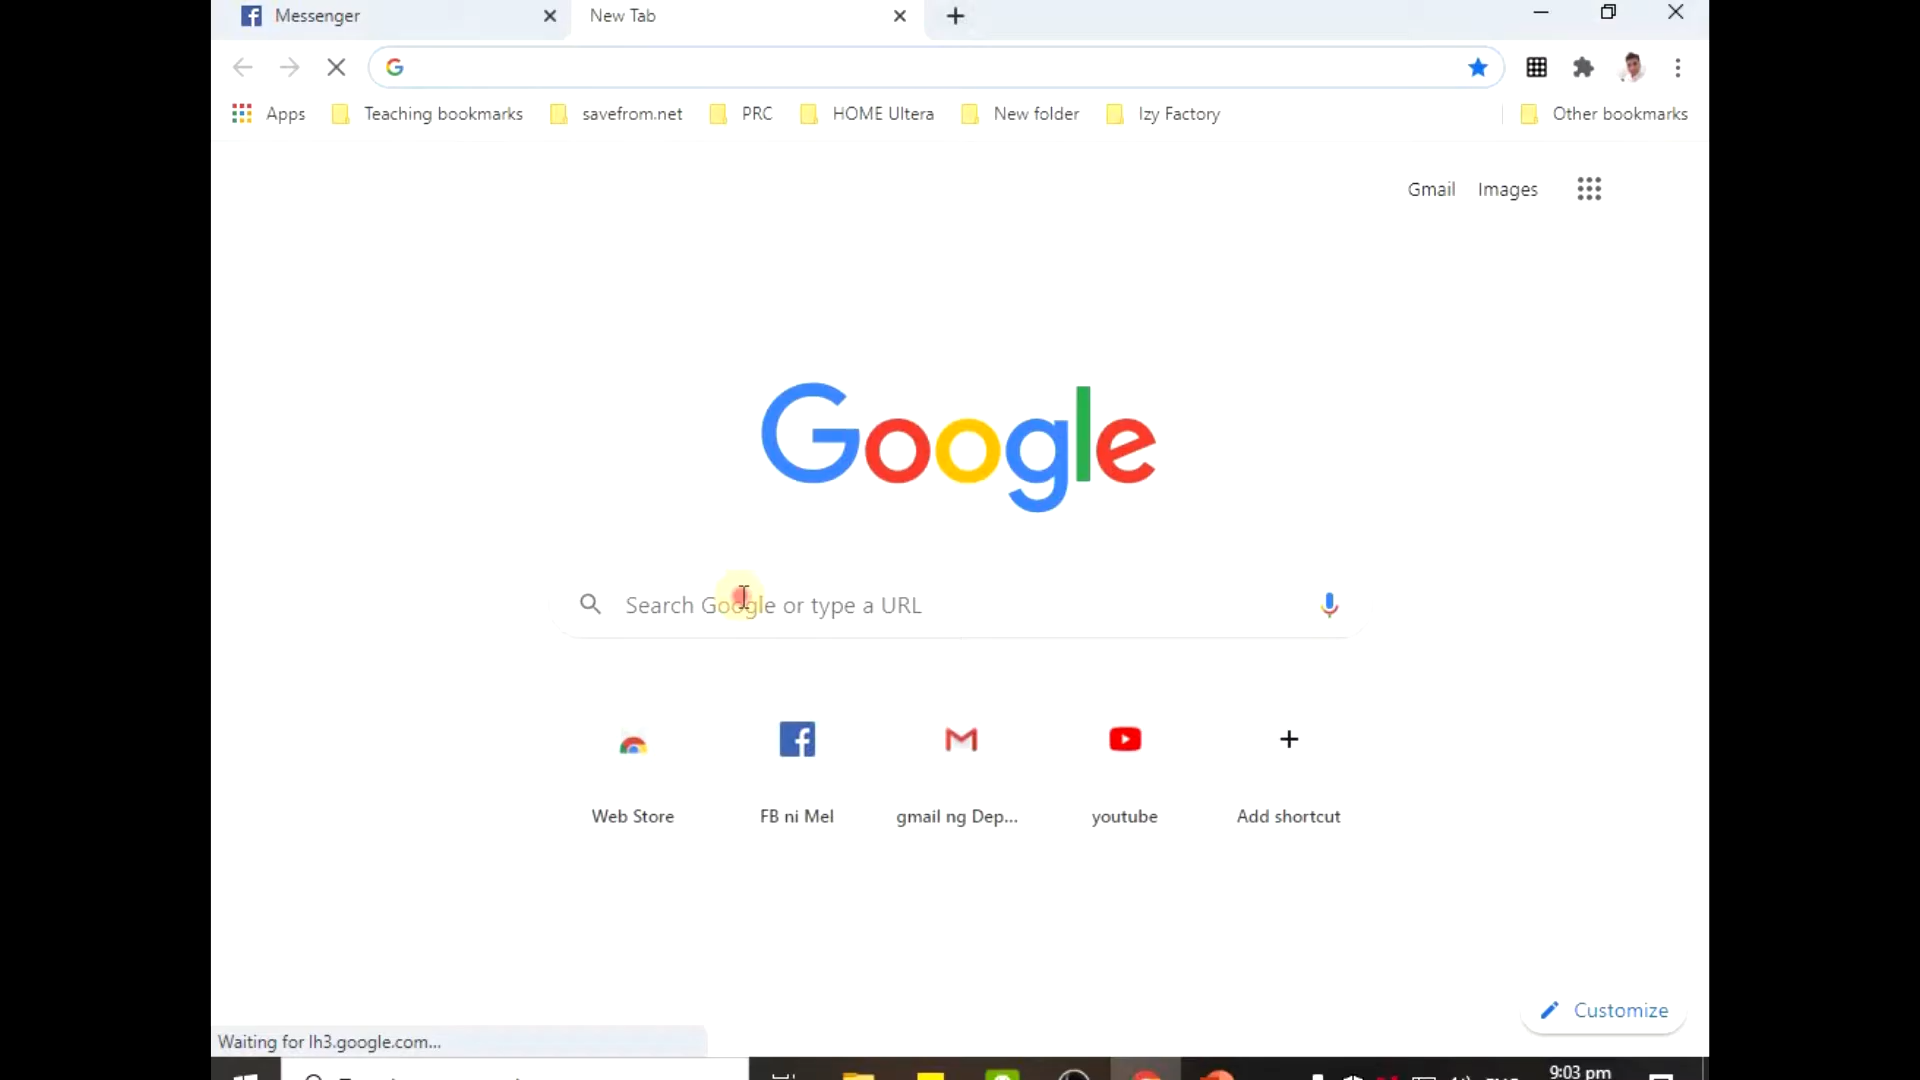 Messenger
New Tab
Apps
Teaching bookmarks
savefrom.net
PRC
HOME Ultera
New folder
Izy Factory
Other bookmarks
Gmail
Images
Google
Search Google or type a URL
Web Store
FB ni Mel
gmail ng Dep...
youtube
Add shortcut
Customize
Waiting for lh3.google.com...
9:03 pm